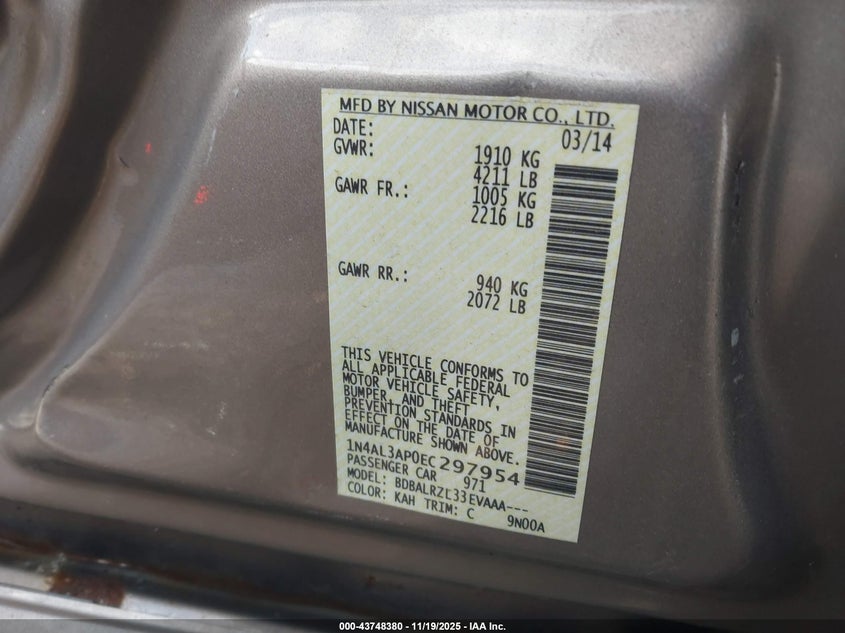 MFD BY NISSAN MOTOR CO., LTD.
DATE: 03/14
GVWR: 1910 KG
4211 LB
GAWR FR.: 1005 KG
2216 LB
GAWR RR.: 940 KG
2072 LB
THIS VEHICLE CONFORMS TO
ALL APPLICABLE FEDERAL
MOTOR VEHICLE SAFETY,
BUMPER, AND THEFT
PREVENTION STANDARDS IN
EFFECT ON THE DATE OF
MANUFACTURE SHOWN ABOVE.
1N4AL3AP0EC297954
PASSENGER CAR 971
MODEL: BDBALRZL33EVAAA---
COLOR: KAH TRIM: C 9N00A
000-43748380 - 11/19/2025 - IAA Inc.